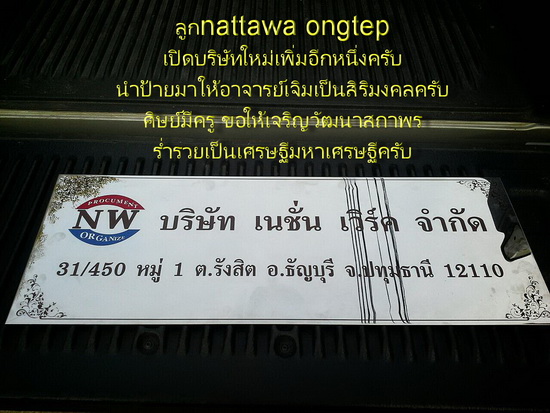 ลูกnattawa ongtep
เปิดบริษัทใหม่เพิ่มอีกหนึ่งครับ
นำป้ายมาให้อาจารย์เจิมเป็นสิริมงคลครับ
ศิษย์มีครู ขอให้เจริญวัฒนาสถาพร
ร่ำรวยเป็นเศรษฐีมหาเศรษฐีครับ
PROCUMENT
NW
ORGANIZE
บริษัท เนชั่น เวิร์ค จำกัด
31/450 หมู่ 1 ต.รังสิต อ.ธัญบุรี จ.ปทุมธานี 12110